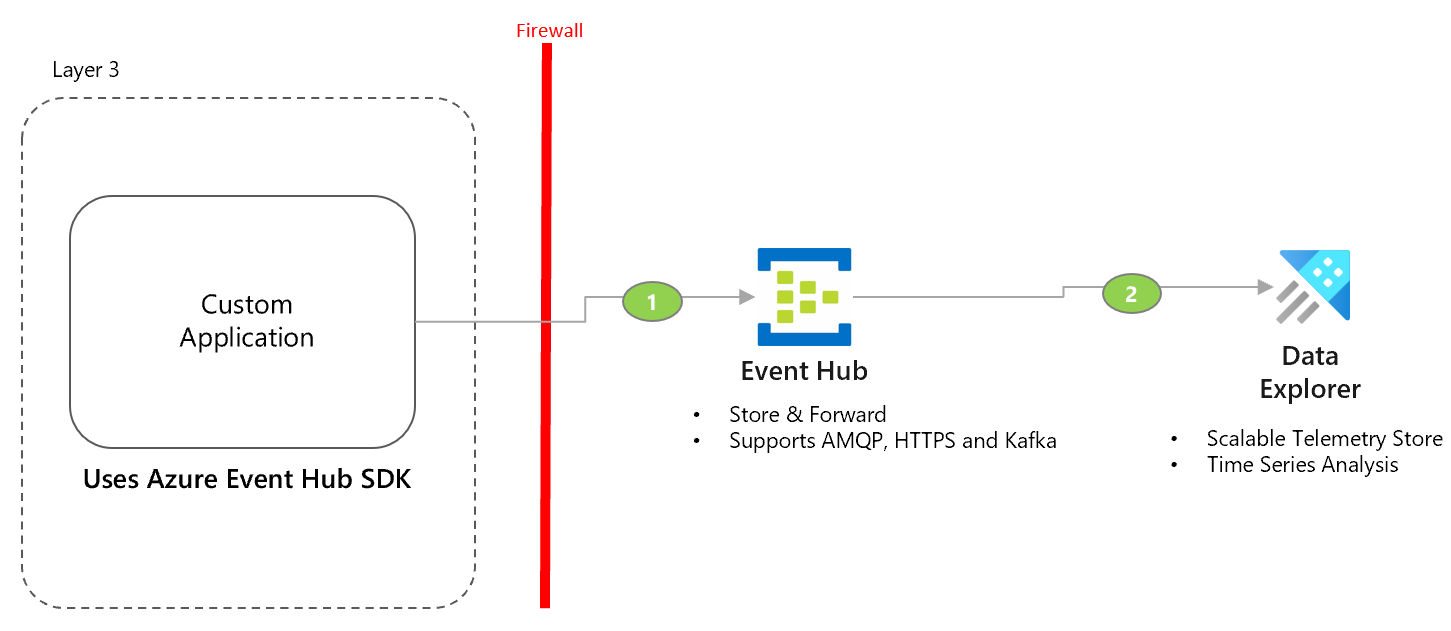 Firewall
Layer 3
Custom
Application
Uses Azure Event Hub SDK
1
Event Hub
• Store & Forward
• Supports AMQP, HTTPS and Kafka
2
Data
Explorer
• Scalable Telemetry Store
• Time Series Analysis